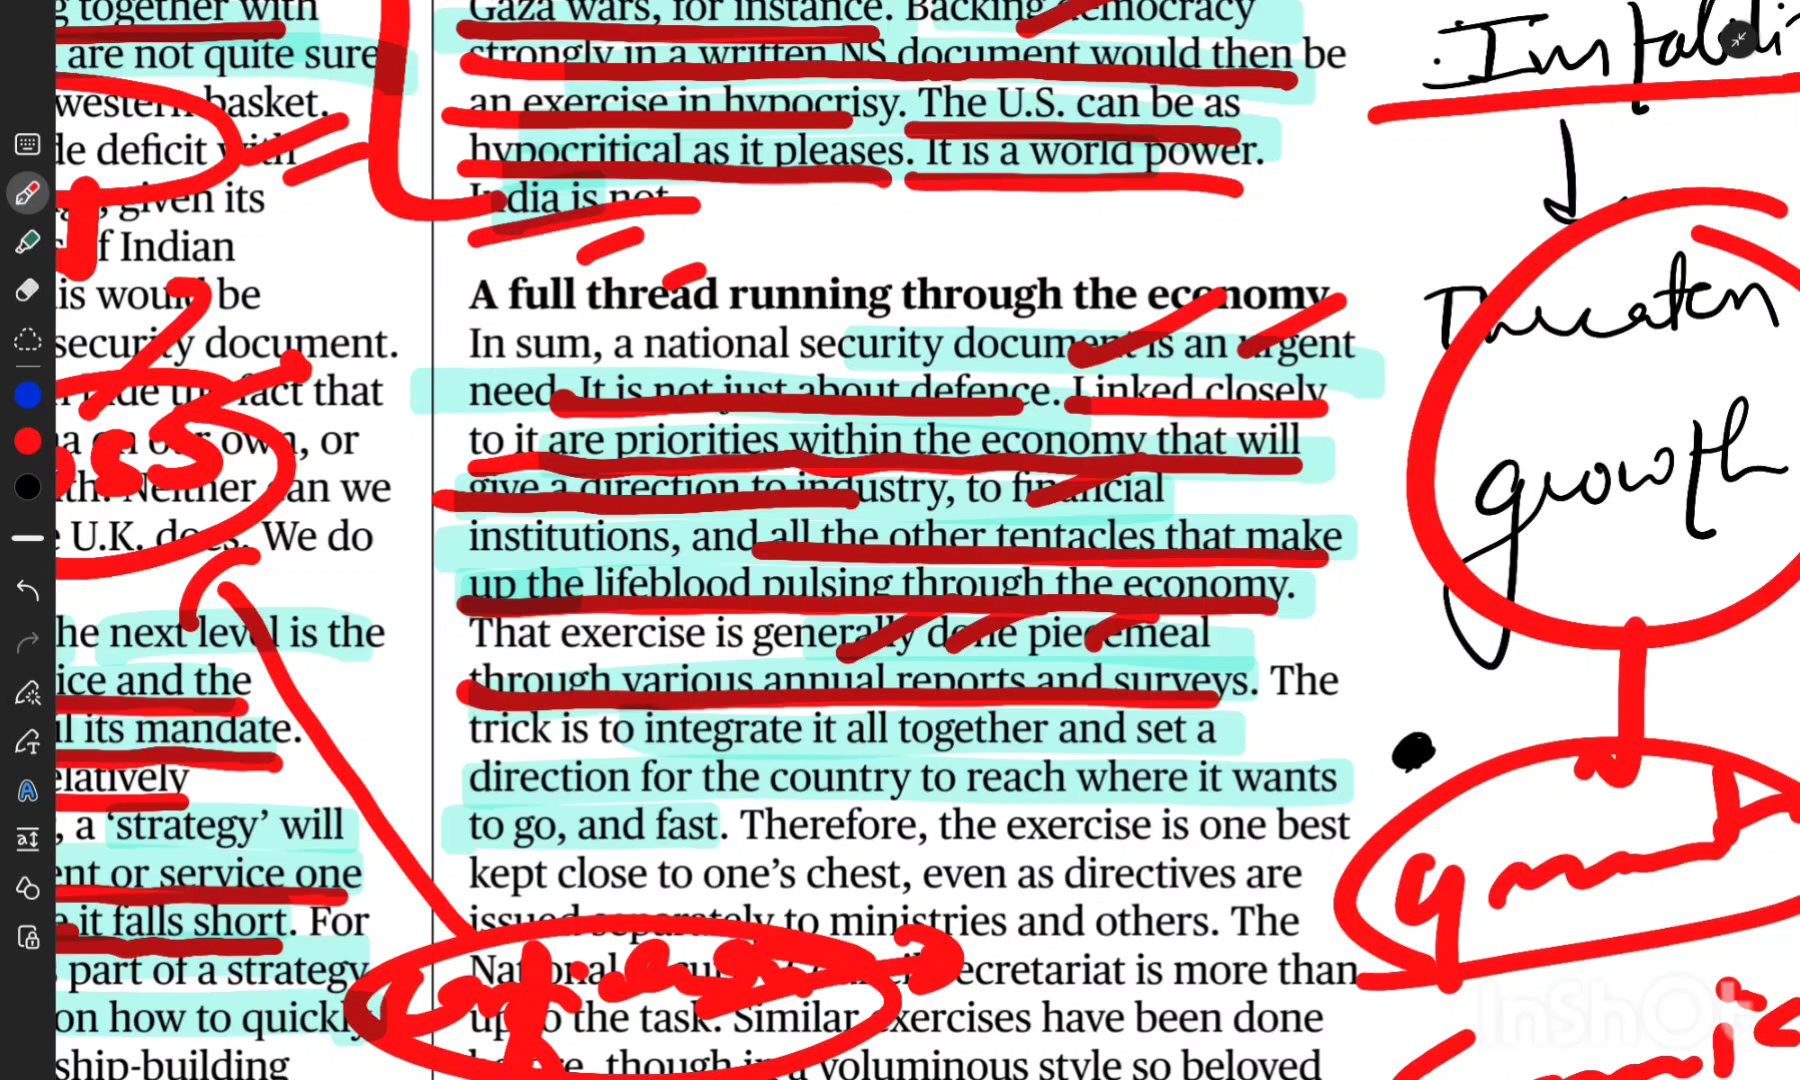 g together with
are not quite sure
western basket.
de deficit with
, given its
f Indian
is would be
security document.
fact that
own, or
Neither can we
U.K. does. We do
he next level is the
ice and the
l its mandate.
elatively
, a ‘strategy’ will
ent or service one
it falls short. For
part of a strategy
on how to quickly
ship-building
Gaza wars, for instance. Backing democracy
strongly in a written NS document would then be
an exercise in hypocrisy. The U.S. can be as
hypocritical as it pleases. It is a world power.
India is not.
A full thread running through the economy
In sum, a national security document is an urgent
need. It is not just about defence. Linked closely
to it are priorities within the economy that will
give a direction to industry, to financial
institutions, and all the other tentacles that make
up the lifeblood pulsing through the economy.
That exercise is generally done piecemeal
through various annual reports and surveys. The
trick is to integrate it all together and set a
direction for the country to reach where it wants
to go, and fast. Therefore, the exercise is one best
kept close to one’s chest, even as directives are
issued separately to ministries and others. The
National Secretariat is more than
up to the task. Similar exercises have been done
though in a voluminous style so beloved
Threaten
growth
InShOt